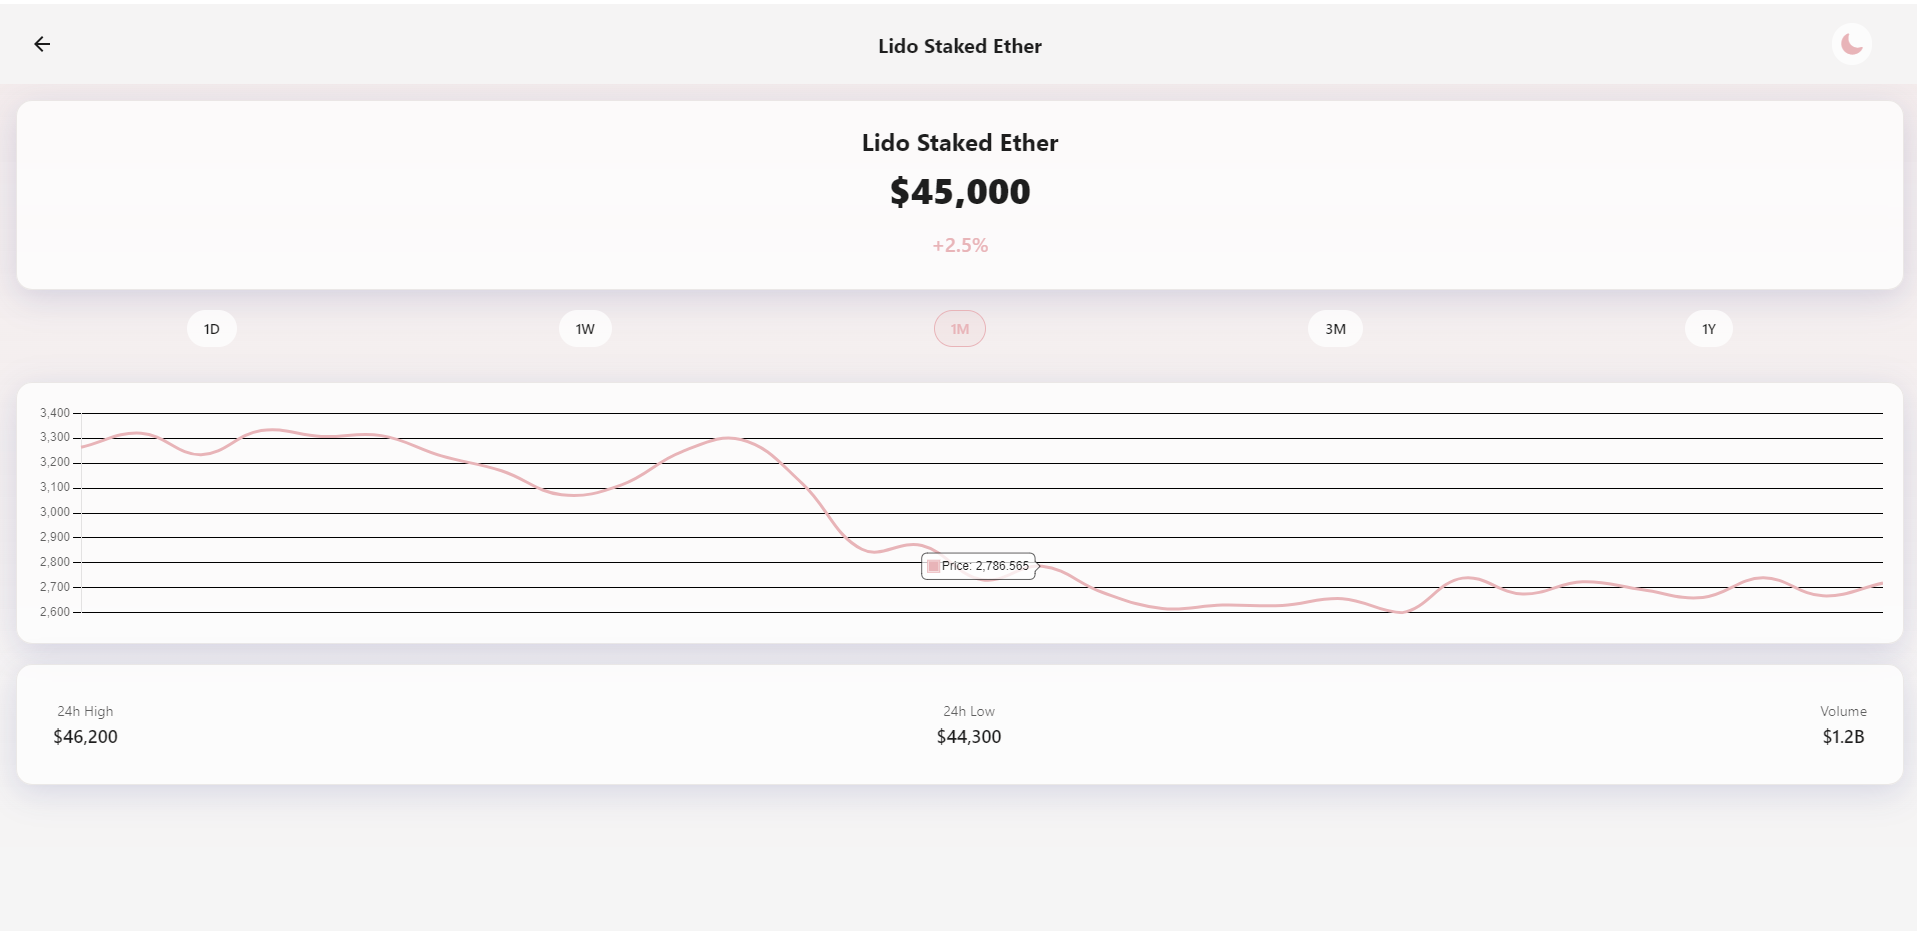 Lido Staked Ether
Lido Staked Ether
$45,000
+2.5%
1D 1W 1M 3M 1Y
3,400
3,300
3,200
3,100
3,000
2,900
2,800
Price: 2,786.565
2,700
2,600
24h High 24h Low Volume
$46,200 $44,300 $1.2B